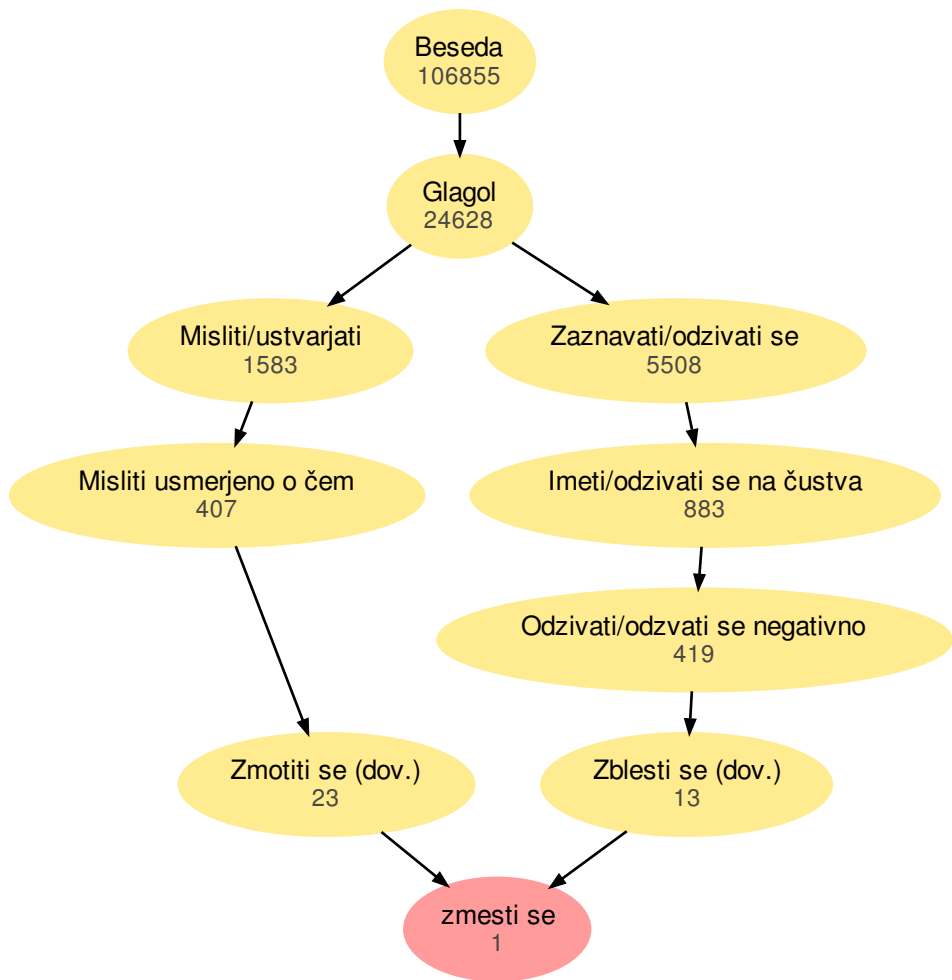 Beseda
106855
Glagol
24628
Misliti/ustvarjati
1583
Zaznavati/odzivati se
5508
Misliti usmerjeno o čem
407
Imeti/odzivati se na čustva
883
Odzivati/odzvati se negativno
419
Zmotiti se (dov.)
23
Zblesti se (dov.)
13
zmesti se
1